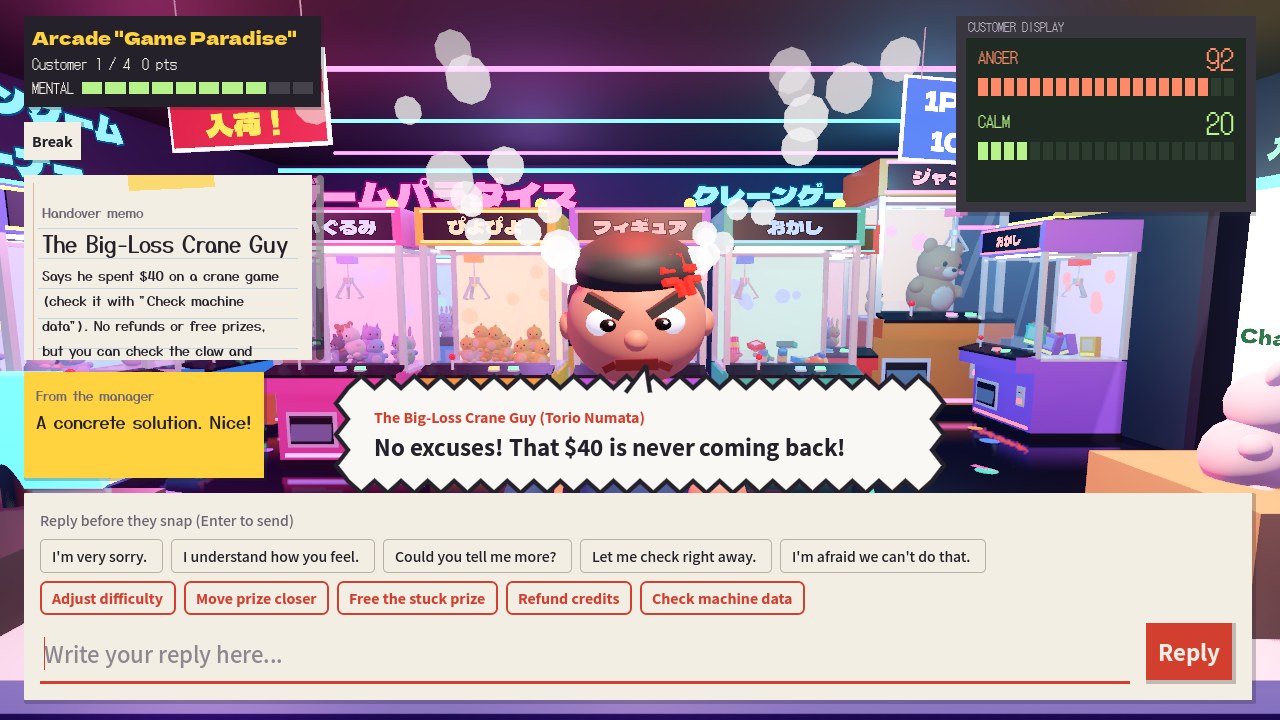 Arcade "Game Paradise"
Customer 1 / 4 0 pts
MENTAL
Break
入荷！
Handover memo
The Big-Loss Crane Guy
Says he spent $40 on a crane game
(check it with "Check machine
data"). No refunds or free prizes,
but you can check the claw and
From the manager
A concrete solution. Nice!
CUSTOMER DISPLAY
ANGER 92
CALM 20
ームパラダイス
クレーンゲー
ぐるみ
ぴよぴよ
フィギュア
おかし
ジャン
おかし
1P
10
Cha
The Big-Loss Crane Guy (Torio Numata)
No excuses! That $40 is never coming back!
Reply before they snap (Enter to send)
I'm very sorry.
I understand how you feel.
Could you tell me more?
Let me check right away.
I'm afraid we can't do that.
Adjust difficulty
Move prize closer
Free the stuck prize
Refund credits
Check machine data
Write your reply here...
Reply